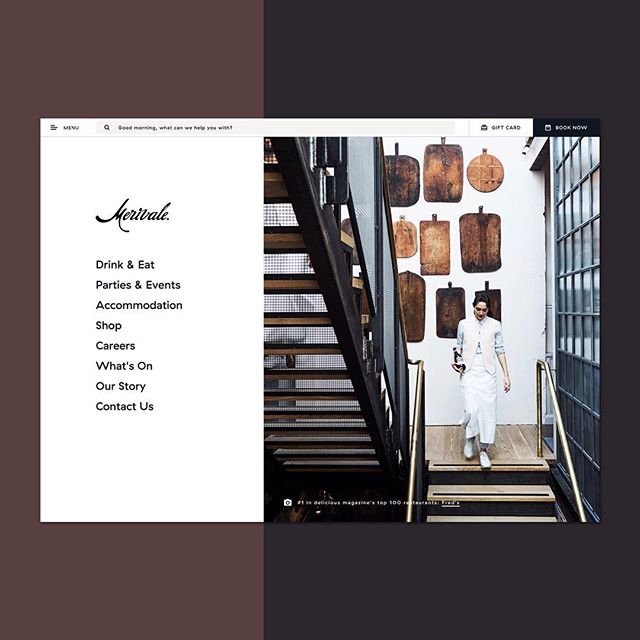 MENU
Good morning, what can we help you with?
GIFT CARD
BOOK NOW
Merivale.
Drink & Eat
Parties & Events
Accommodation
Shop
Careers
What's On
Our Story
Contact Us
#1 in delicious magazine's top 100 restaurants: Fred's